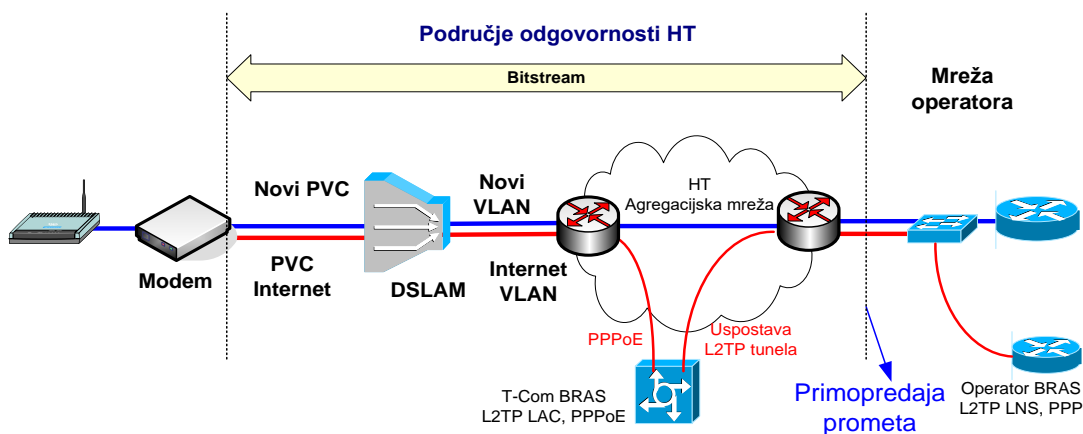 Područje odgovornosti HT
Bitstream
Mreža
operatora
Novi PVC
Novi
VLAN
HT
Agregacijska mreža
Modem
PVC
Internet
DSLAM
Internet
VLAN
PPPoE
Uspostava
L2TP tunela
T-Com BRAS
L2TP LAC, PPPoE
Primopredaja
prometa
Operator BRAS
L2TP LNS, PPP